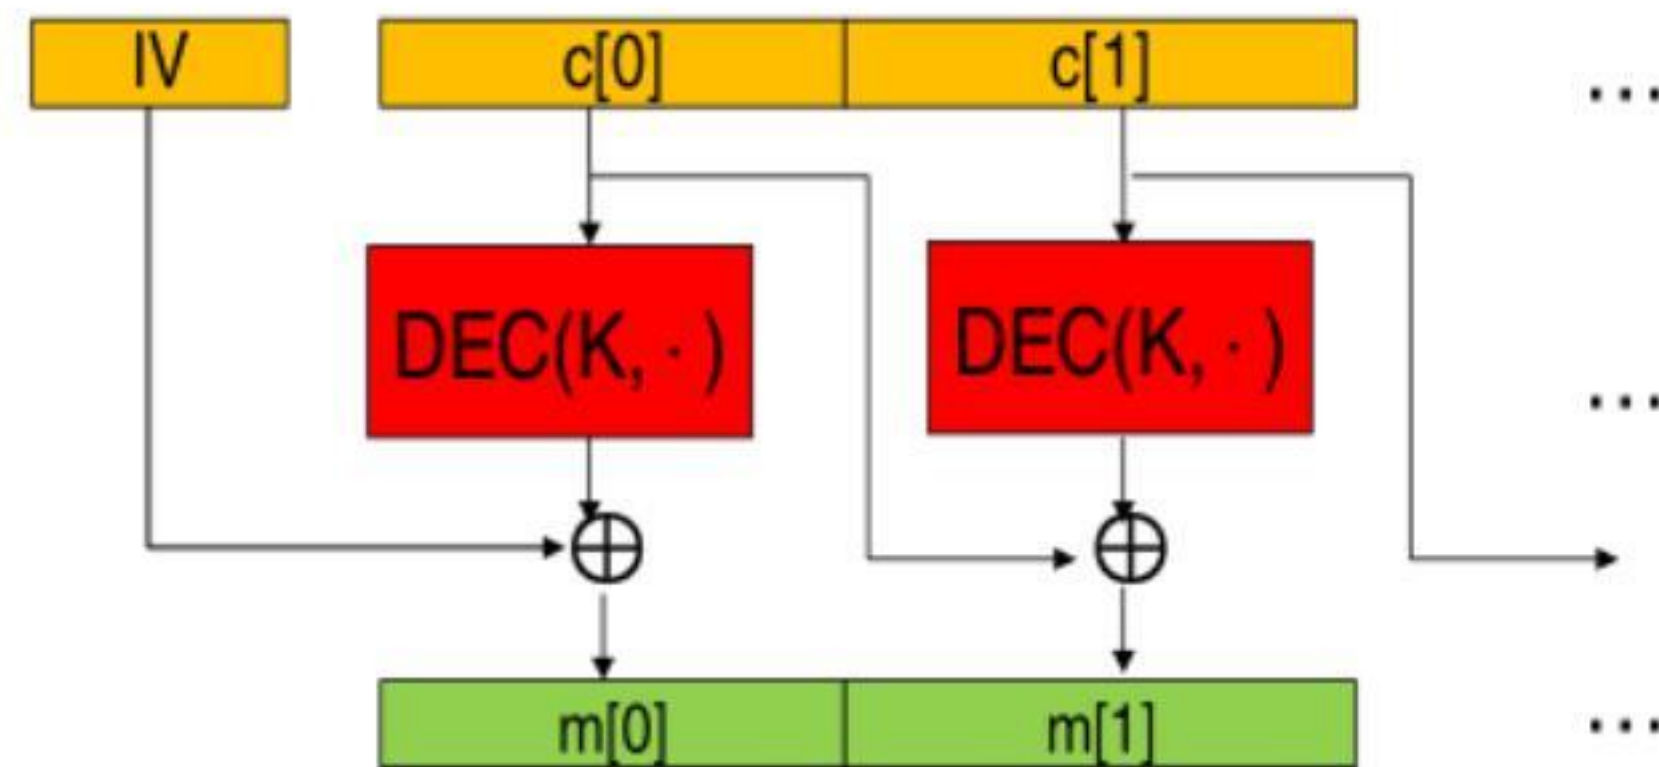 IV c[0] c[1] ...
DEC(K, · ) DEC(K, · ) ...
m[0] m[1] ...